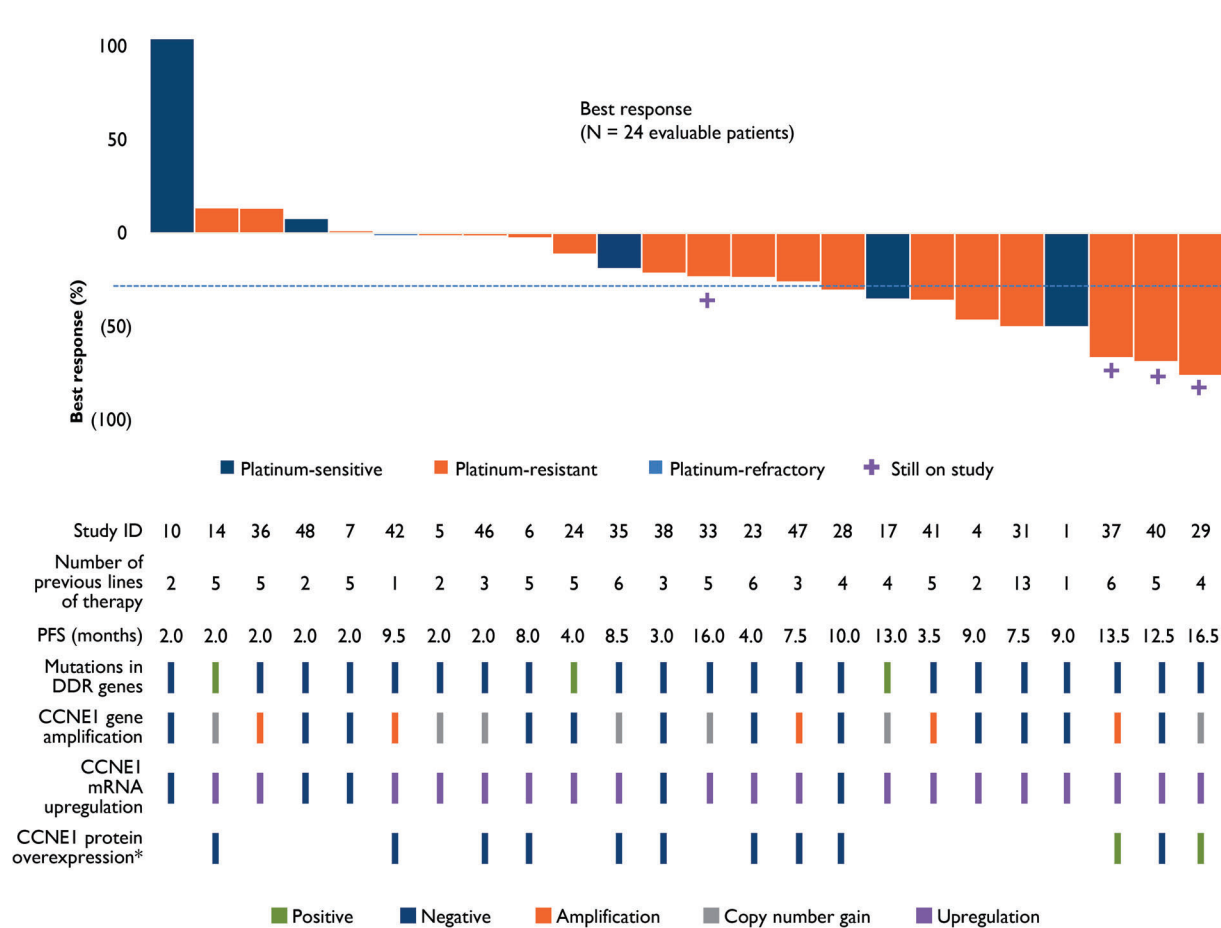 100
50
0
(50)
(100)
Best response (%)
Best response
(N = 24 evaluable patients)
Platinum-sensitive Platinum-resistant Platinum-refractory Still on study
Study ID 10 14 36 48 7 42 5 46 6 24 35 38 33 23 47 28 17 41 4 31 1 37 40 29
Number of
previous lines
of therapy
2 5 5 2 5 1 2 3 5 5 6 3 5 6 3 4 4 5 2 13 1 6 5 4
PFS (months) 2.0 2.0 2.0 2.0 2.0 9.5 2.0 2.0 8.0 4.0 8.5 3.0 16.0 4.0 7.5 10.0 13.0 3.5 9.0 7.5 9.0 13.5 12.5 16.5
Mutations in
DDR genes
CCNE1 gene
amplification
CCNE1
mRNA
upregulation
CCNE1 protein
overexpression*
Positive Negative Amplification Copy number gain Upregulation